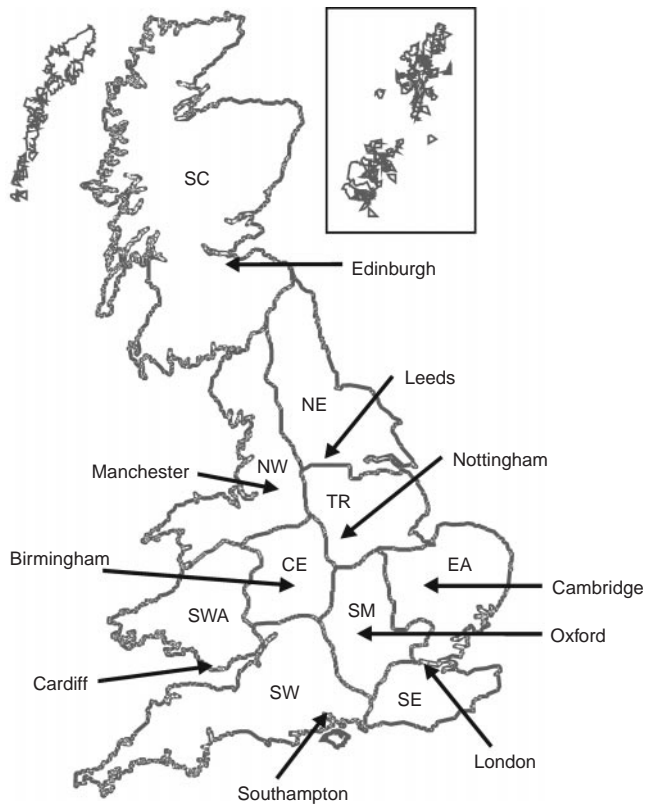 SC
Edinburgh
Leeds
NE
Nottingham
NW
Manchester
TR
Birmingham
CE
EA
Cambridge
SWA
SM
Oxford
Cardiff
SW
SE
London
Southampton